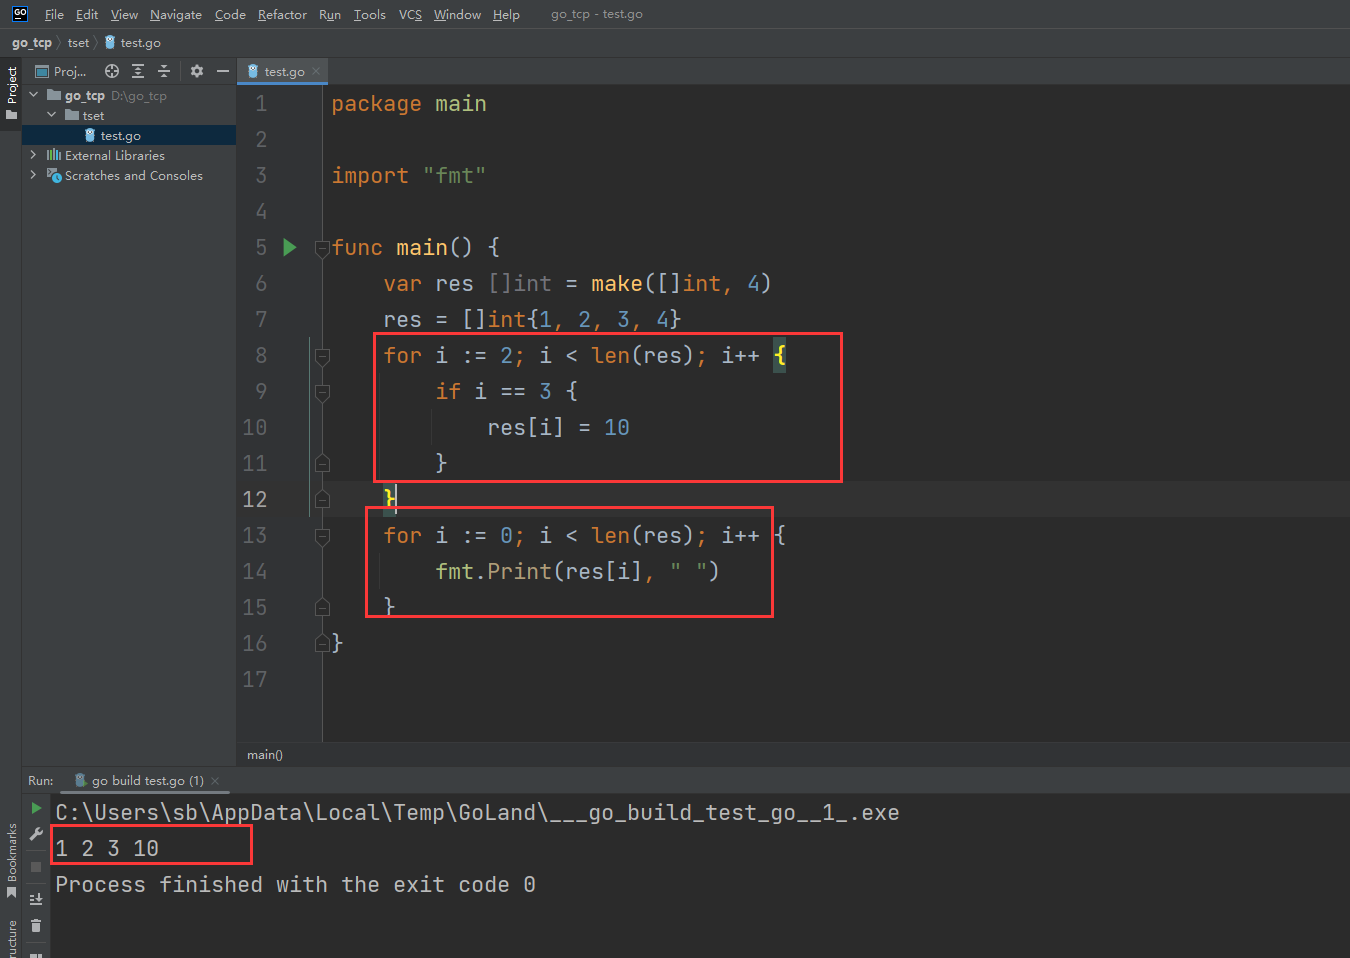 GO File Edit View Navigate Code Refactor Run Tools VCS Window Help go_tcp - test.go
go_tcp tset test.go
Project
Proj...
go_tcp D:\go_tcp
tset
test.go
External Libraries
Scratches and Consoles
test.go
1 package main
2
3 import "fmt"
4
5 func main() {
6 var res []int = make([]int, 4)
7 res = []int{1, 2, 3, 4}
8 for i := 2; i < len(res); i++ {
9 if i == 3 {
10 res[i] = 10
11 }
12 }
13 for i := 0; i < len(res); i++ {
14 fmt.Print(res[i], " ")
15 }
16 }
17
main()
Run: go build test.go (1)
C:\Users\sb\AppData\Local\Temp\GoLand\___go_build_test_go__1_.exe
1 2 3 10
Process finished with the exit code 0
Bookmarks
ructure